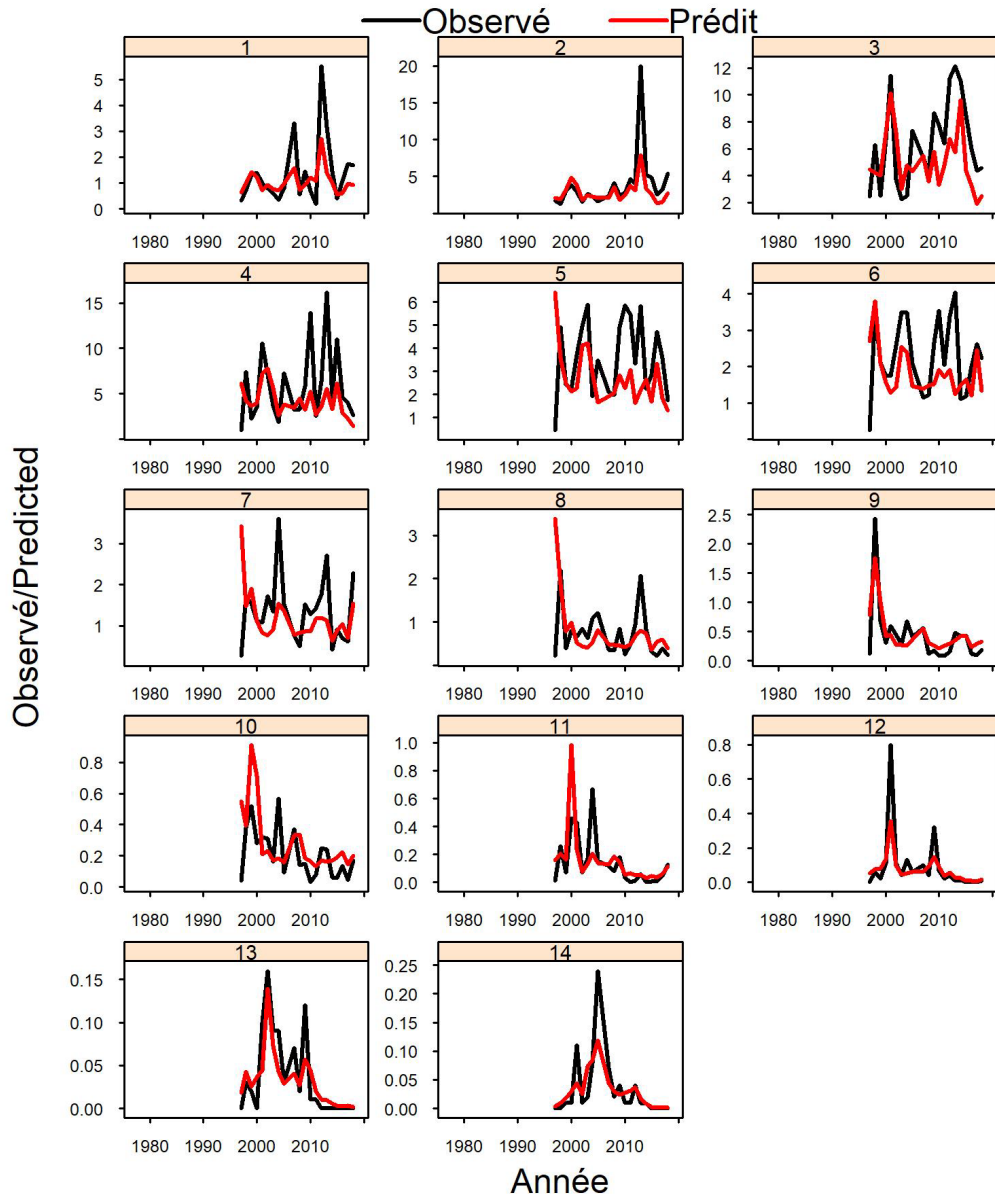 Observé Prédit
1 2 3
5 4 3 2 1 0
20 15 10 5
12 10 8 6 4 2
1980 1990 2000 2010 1980 1990 2000 2010 1980 1990 2000 2010
4 5 6
15 10 5
6 5 4 3 2 1
4 3 2 1
1980 1990 2000 2010 1980 1990 2000 2010 1980 1990 2000 2010
7 8 9
3 2 1
3 2 1
2.5 2.0 1.5 1.0 0.5 0.0
1980 1990 2000 2010 1980 1990 2000 2010 1980 1990 2000 2010
10 11 12
0.8 0.6 0.4 0.2 0.0
1.0 0.8 0.6 0.4 0.2 0.0
0.8 0.6 0.4 0.2 0.0
1980 1990 2000 2010 1980 1990 2000 2010 1980 1990 2000 2010
13 14
0.15 0.10 0.05 0.00
0.25 0.20 0.15 0.10 0.05 0.00
1980 1990 2000 2010 1980 1990 2000 2010
Observé/Predicted
Année